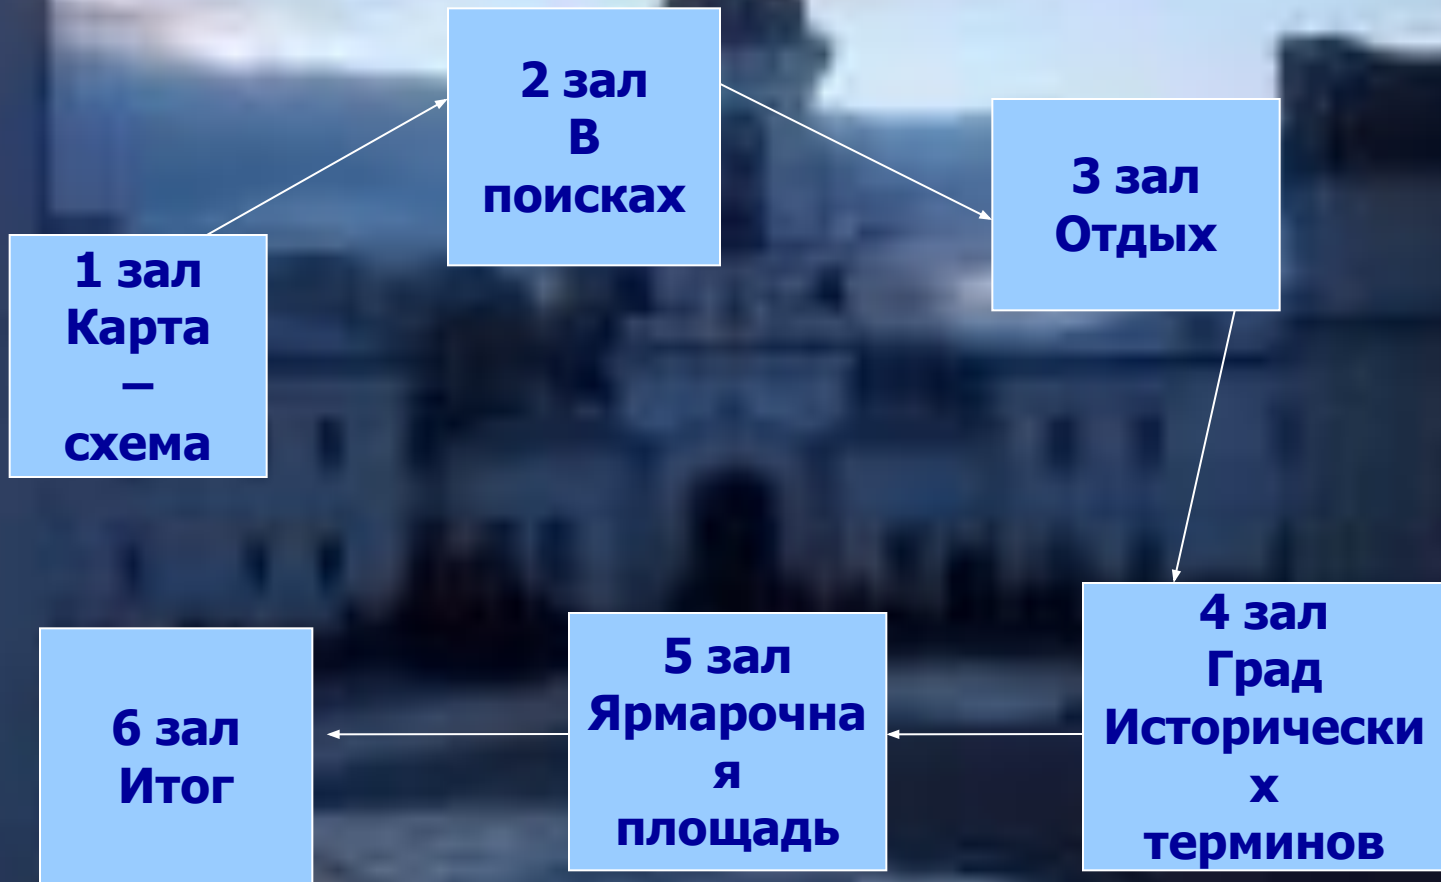 1 зал
Карта
–
схема
2 зал
В
поисках
3 зал
Отдых
4 зал
Град
Исторически
х
терминов
5 зал
Ярмарочна
я
площадь
6 зал
Итог